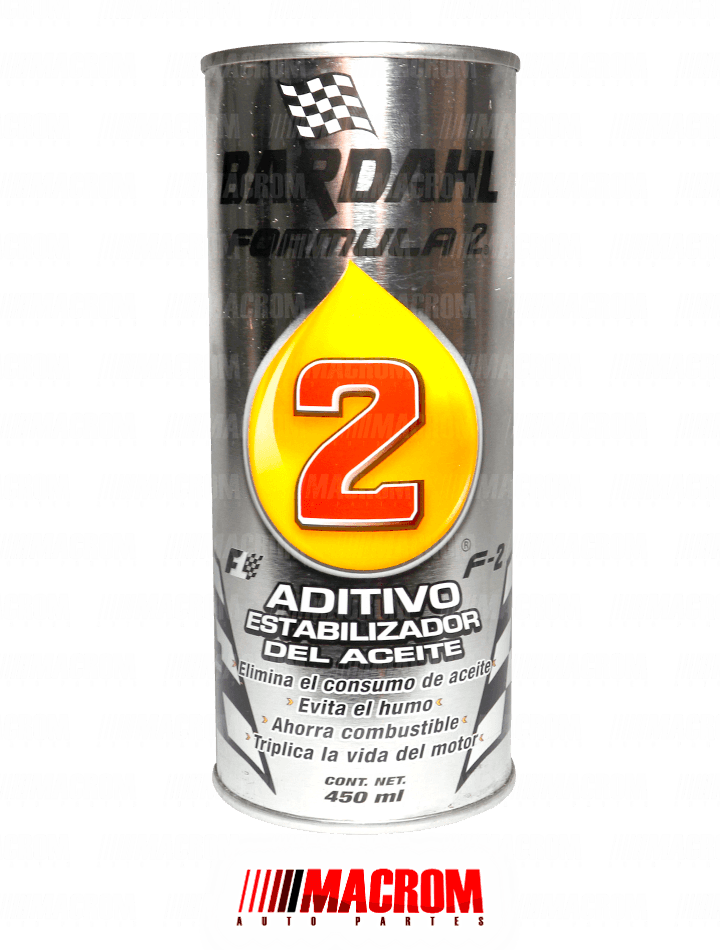 BARDAHL
FORMULA 2
2
®
F-2
ADITIVO
ESTABILIZADOR
DEL ACEITE
Elimina el consumo de aceite
Evita el humo
Ahorra combustible
Triplica la vida del motor
CONT. NET.
450 ml
MACROM
AUTO PARTES